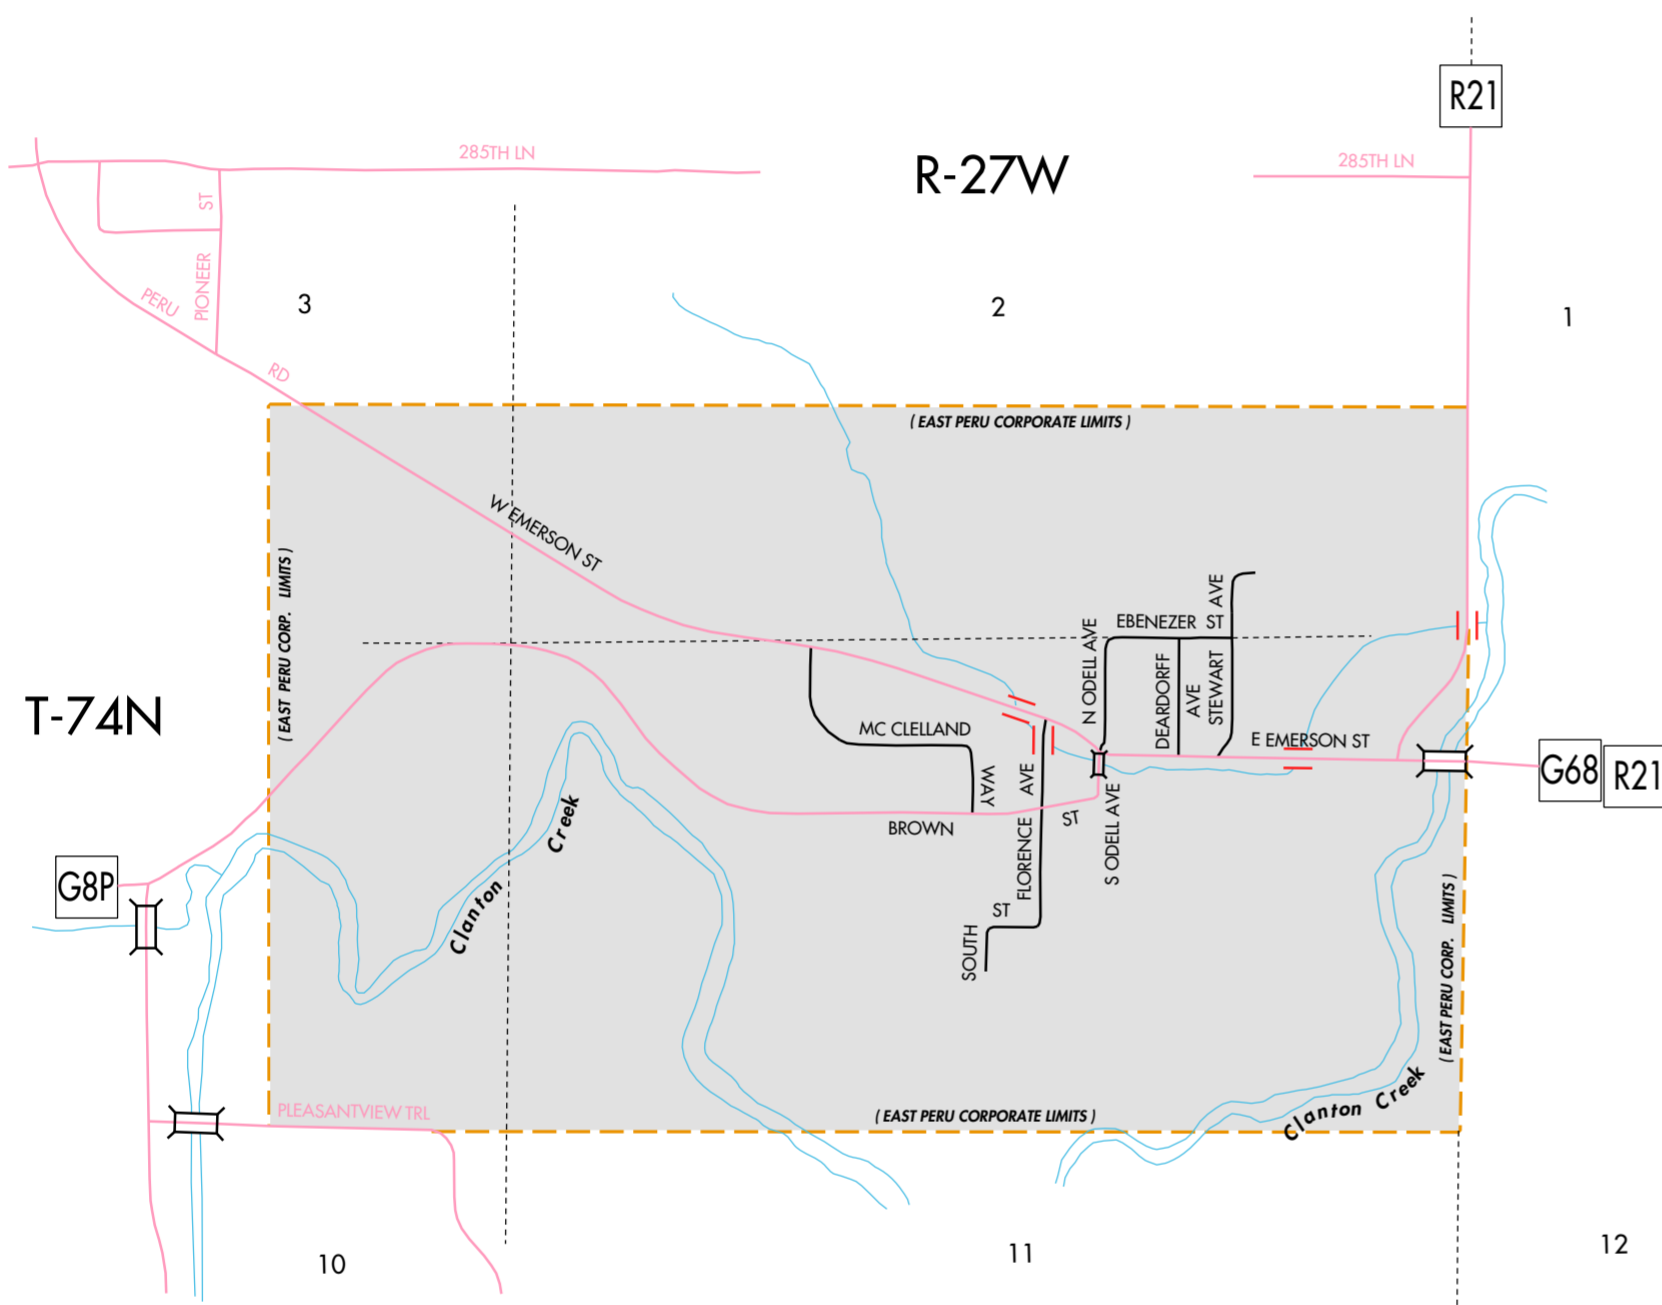 R21
285TH LN
R-27W
285TH LN
ST
PIONEER
PERU
RD
3
2
1
( EAST PERU CORPORATE LIMITS )
W EMERSON ST
( EAST PERU CORP. LIMITS )
T-74N
N ODELL AVE
EBENEZER ST
AVE
STEWART
DEARDORFF
AVE
MC CLELLAND
WAY
E EMERSON ST
G68
R21
AVE
FLORENCE
BROWN
ST
S ODELL AVE
Clanton Creek
G8P
ST
SOUTH
( EAST PERU CORP. LIMITS )
PLEASANTVIEW TRL
( EAST PERU CORPORATE LIMITS )
Clanton Creek
10
11
12